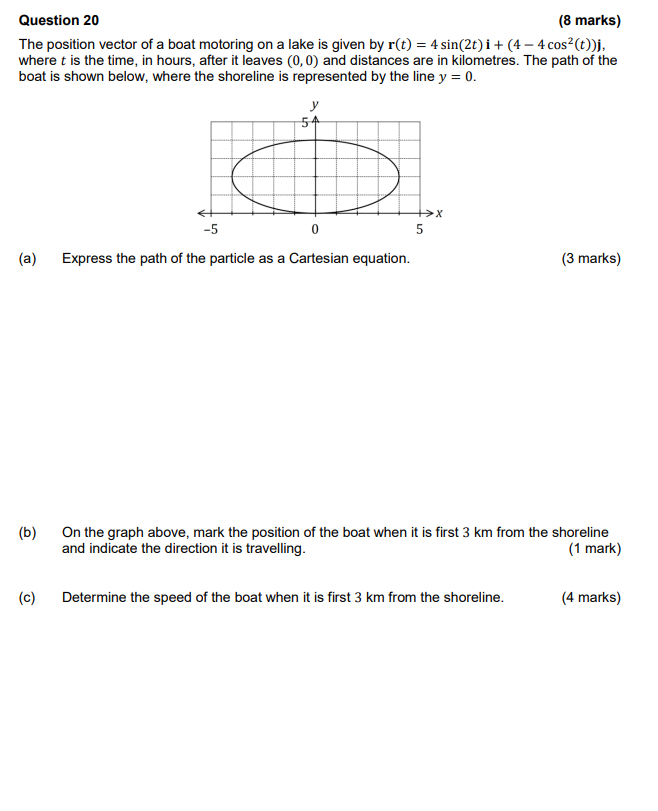 Question 20 (8 marks)
The position vector of a boat motoring on a lake is given by r(t) = 4 sin(2t) i + (4 − 4 cos²(t))j,
where t is the time, in hours, after it leaves (0, 0) and distances are in kilometres. The path of the
boat is shown below, where the shoreline is represented by the line y = 0.
y
5
x
−5 0 5
(a) Express the path of the particle as a Cartesian equation. (3 marks)
(b) On the graph above, mark the position of the boat when it is first 3 km from the shoreline
and indicate the direction it is travelling. (1 mark)
(c) Determine the speed of the boat when it is first 3 km from the shoreline. (4 marks)